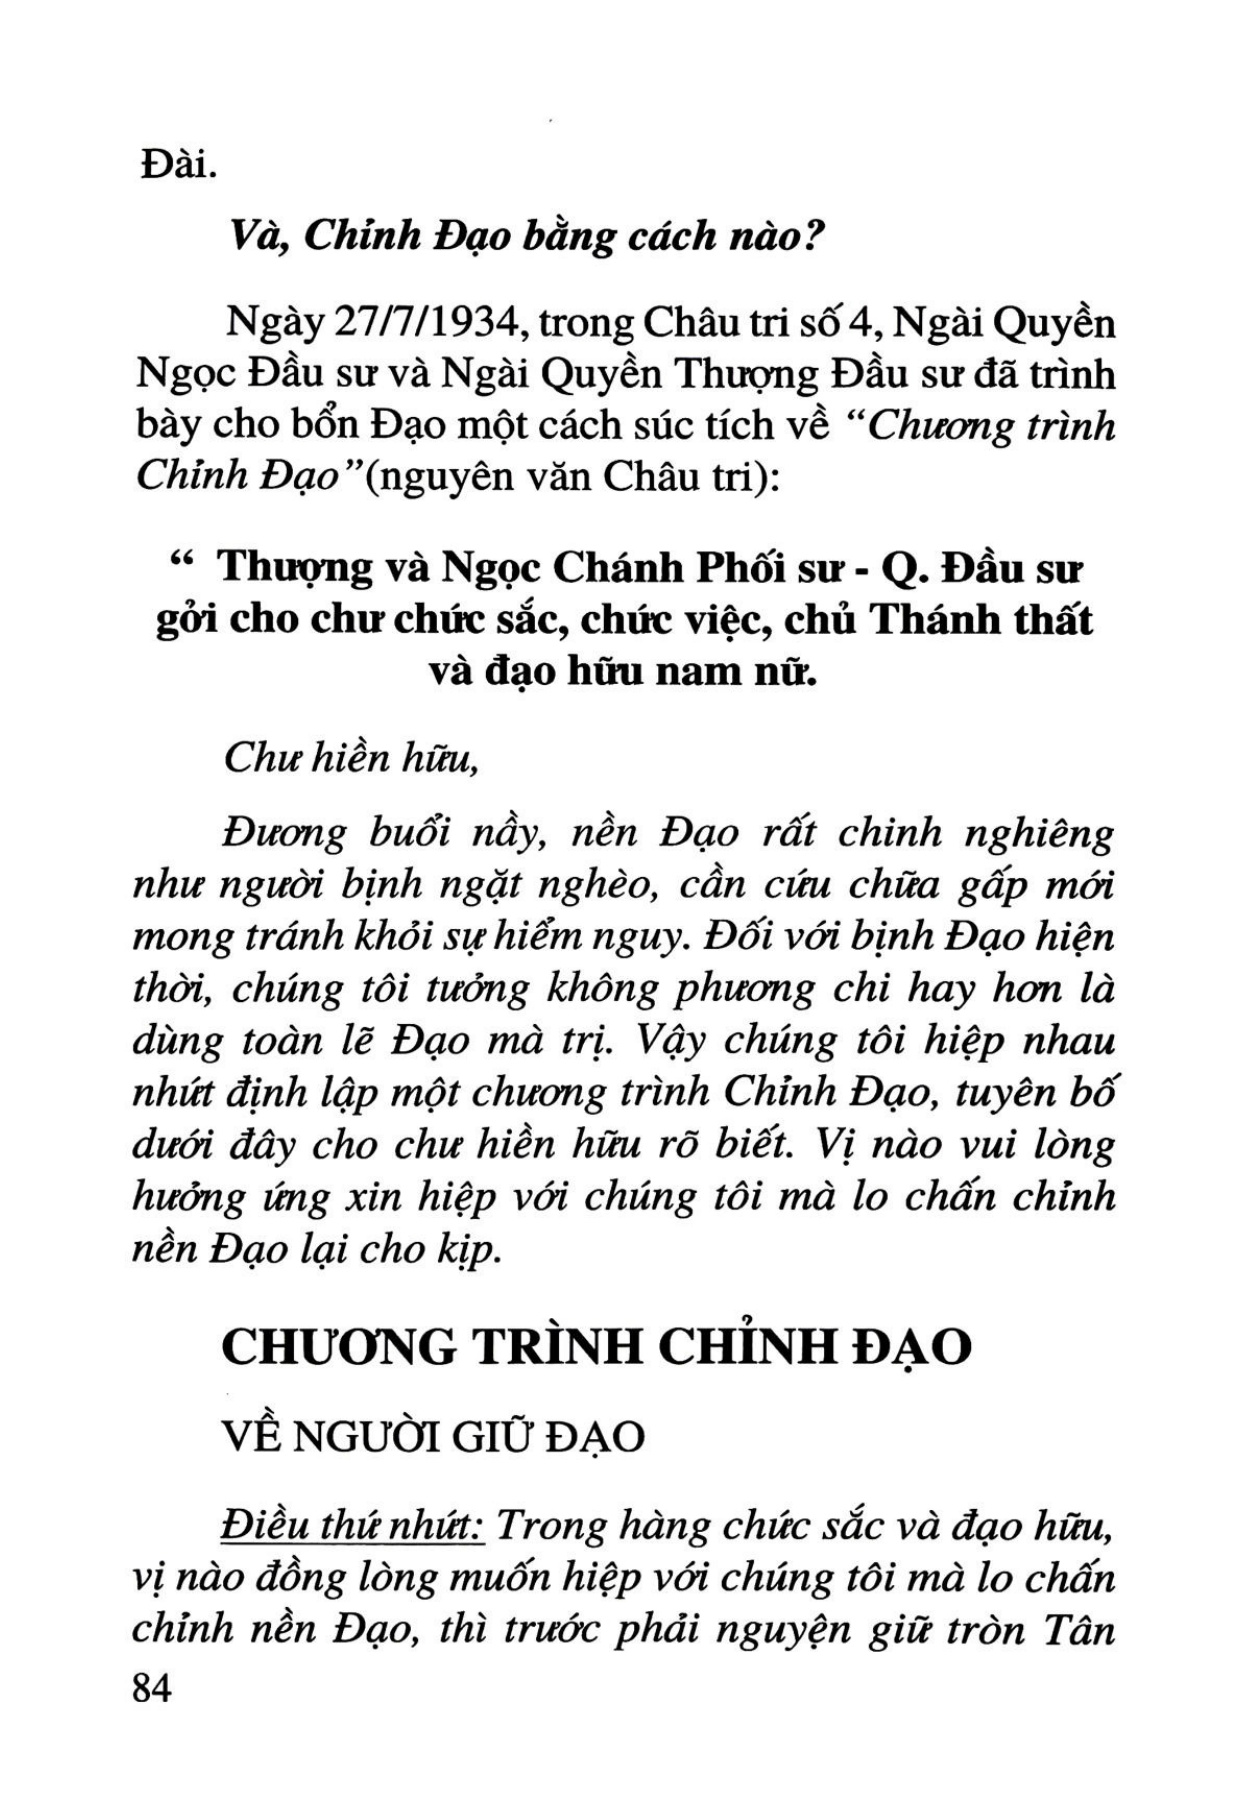 Đài.
Và, Chỉnh Đạo bằng cách nào?
Ngày 27/7/1934, trong Châu tri số 4, Ngài Quyền
Ngọc Đầu sư và Ngài Quyền Thượng Đầu sư đã trình
bày cho bổn Đạo một cách súc tích về “Chương trình
Chỉnh Đạo”(nguyên văn Châu tri):
“ Thượng và Ngọc Chánh Phối sư - Q. Đầu sư
gởi cho chư chức sắc, chức việc, chủ Thánh thất
và đạo hữu nam nữ.
Chư hiền hữu,
Đương buổi nầy, nền Đạo rất chinh nghiêng
như người bịnh ngặt nghèo, cần cứu chữa gấp mới
mong tránh khỏi sự hiểm nguy. Đối với bịnh Đạo hiện
thời, chúng tôi tưởng không phương chi hay hơn là
dùng toàn lẽ Đạo mà trị. Vậy chúng tôi hiệp nhau
nhứt định lập một chương trình Chỉnh Đạo, tuyên bố
dưới đây cho chư hiền hữu rõ biết. Vị nào vui lòng
hưởng ứng xin hiệp với chúng tôi mà lo chấn chỉnh
nền Đạo lại cho kịp.
CHƯƠNG TRÌNH CHỈNH ĐẠO
VỀ NGƯỜI GIỮ ĐẠO
Điều thứ nhứt: Trong hàng chức sắc và đạo hữu,
vị nào đồng lòng muốn hiệp với chúng tôi mà lo chấn
chỉnh nền Đạo, thì trước phải nguyện giữ tròn Tân
84